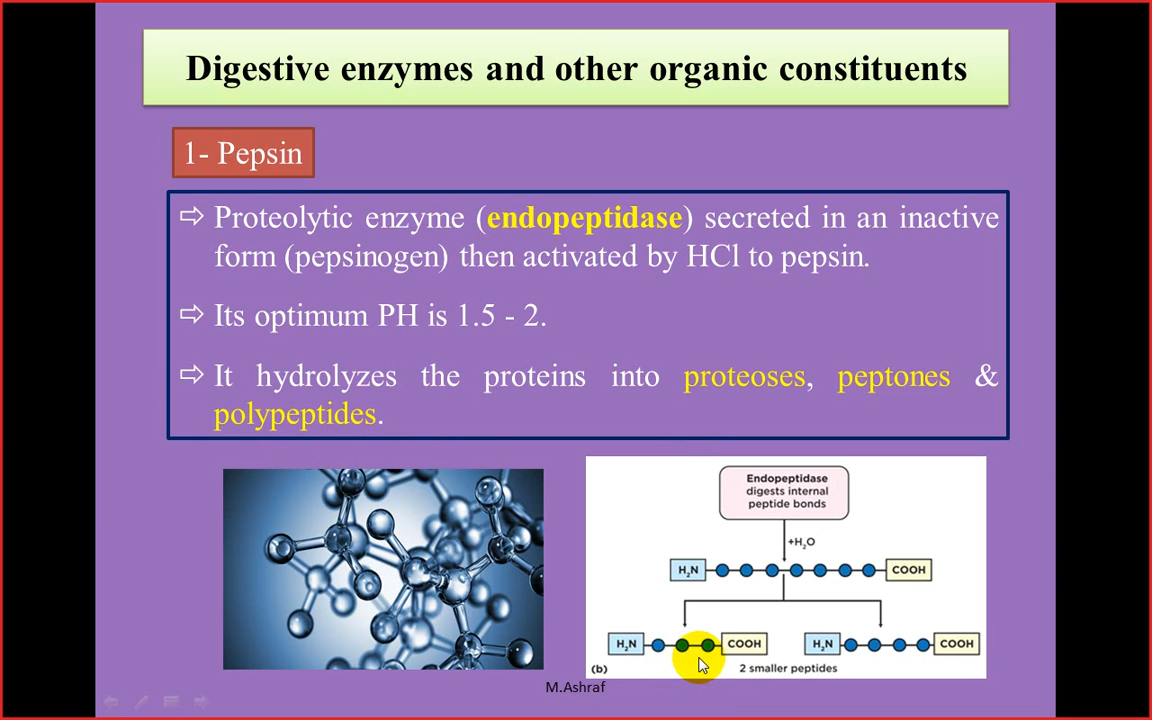 Digestive enzymes and other organic constituents
1- Pepsin
⇨ Proteolytic enzyme (endopeptidase) secreted in an inactive
form (pepsinogen) then activated by HCl to pepsin.
⇨ Its optimum PH is 1.5 - 2.
⇨ It hydrolyzes the proteins into proteoses, peptones &
polypeptides.
Endopeptidase
digests internal
peptide bonds
+H₂O
H₂N COOH
H₂N COOH H₂N COOH
(b) 2 smaller peptides
M.Ashraf